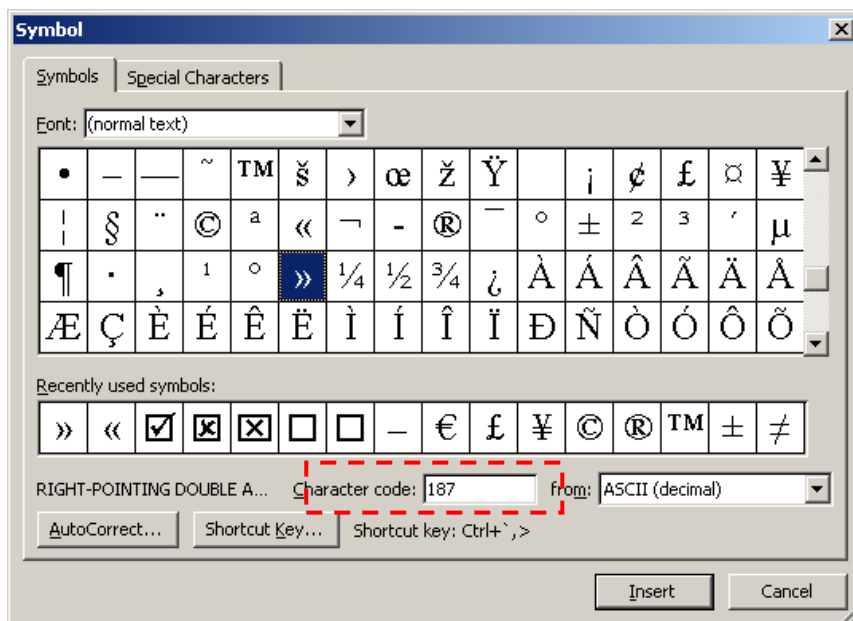 Symbol
Symbols Special Characters
Font: (normal text)
• – — ˜ ™ š › œ ž Ÿ ¡ ¢ £ ¤ ¥
¦ § ¨ © ª « ¬ - ® ¯ ° ± ² ³ ´ µ
¶ · ¸ ¹ º » ¼ ½ ¾ ¿ À Á Â Ã Ä Å
Æ Ç È É Ê Ë Ì Í Î Ï Ð Ñ Ò Ó Ô Õ
Recently used symbols:
» « ☑ ☒ ☐ ☐ – € £ ¥ © ® ™ ± ≠
RIGHT-POINTING DOUBLE A... Character code: 187 from: ASCII (decimal)
AutoCorrect... Shortcut Key... Shortcut key: Ctrl+`,>
Insert Cancel